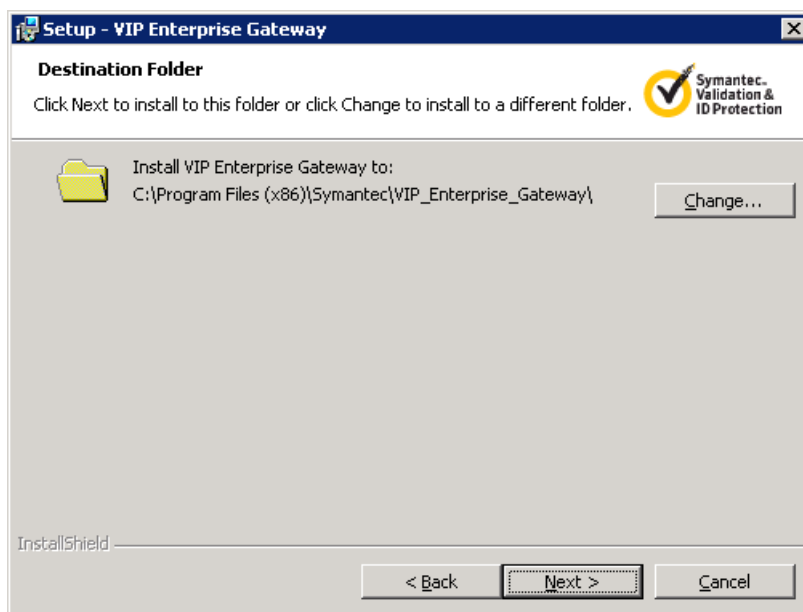 Setup - VIP Enterprise Gateway
Destination Folder
Click Next to install to this folder or click Change to install to a different folder.
Symantec™
Validation &
ID Protection
Install VIP Enterprise Gateway to:
C:\Program Files (x86)\Symantec\VIP_Enterprise_Gateway\
Change...
InstallShield
< Back
Next >
Cancel